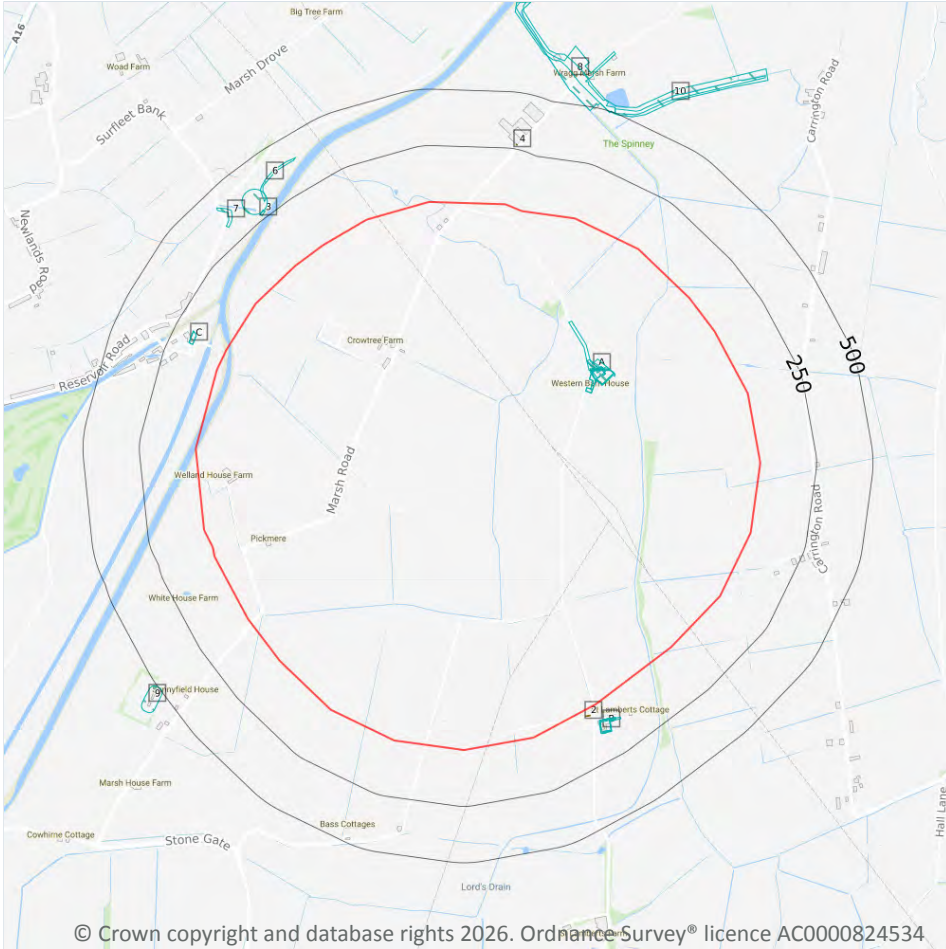 Big Tree Farm
A16
Woad Farm
Marsh Drove
8
Wragg Marsh Farm
10
Carrington Road
Surfleet Bank
4
The Spinney
6
7
3
Newlands Road
C
Reservoir Road
Crowtree Farm
A
Western Bank House
250
500
Marsh Road
Welland House Farm
Pickmere
Carrington Road
White House Farm
9
2
Lamberts Cottage
Marsh House Farm
Bass Cottages
Cowhirne Cottage
Stone Gate
Hall Lane
Lord's Drain
© Crown copyright and database rights 2026. Ordnance Survey® licence AC0000824534.